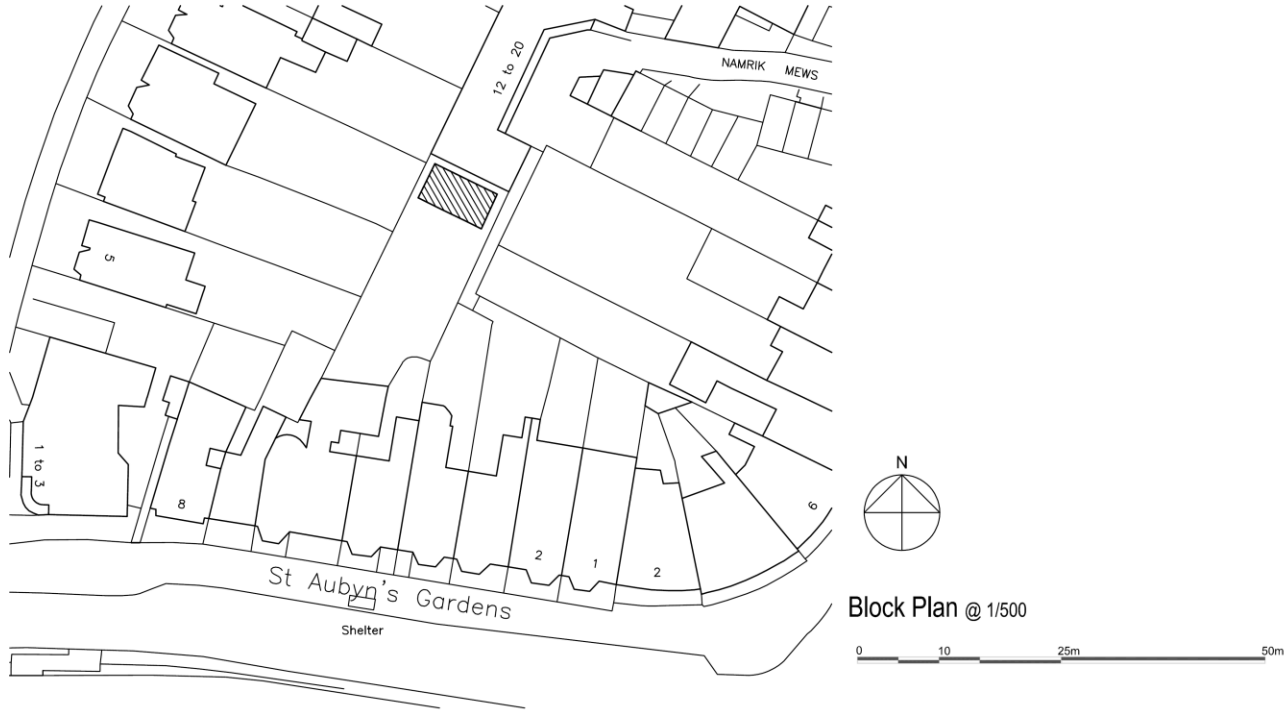 12 to 20
NAMRIK MEWS
5
1 to 3
8
2
1
2
6
St Aubyn's Gardens
Shelter
N
Block Plan @ 1/500
0 10 25m 50m